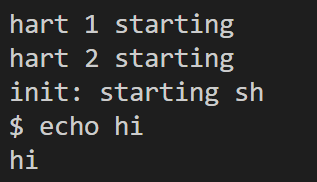 hart 1 starting
hart 2 starting
init: starting sh
$ echo hi
hi